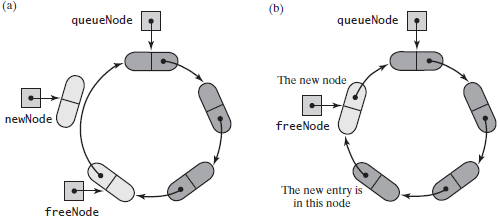 (a)
queueNode
newNode
freeNode
(b)
queueNode
The new node
freeNode
The new entry is
in this node